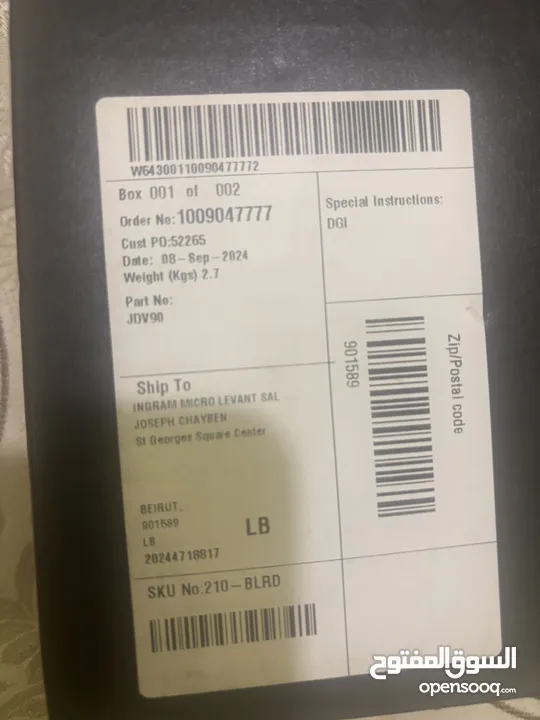 W64300110090477772
Box 001 of 002
Order No:1009047777
Cust PO:52265
Date: 08-Sep-2024
Weight (Kgs) 2.7
Part No:
JDV90
Special Instructions:
DGI
Zip/Postal code
901589
Ship To
INGRAM MICRO LEVANT SAL
JOSEPH CHAYBEN
St Georges Square Center
BEIRUT,
901589
LB
LB
20244718817
SKU No:210-BLRD
السوق المفتوح
opensooq.com